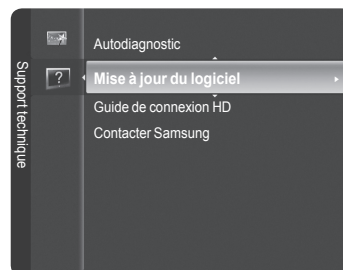 Support technique
Autodiagnostic
Mise à jour du logiciel
Guide de connexion HD
Contacter Samsung